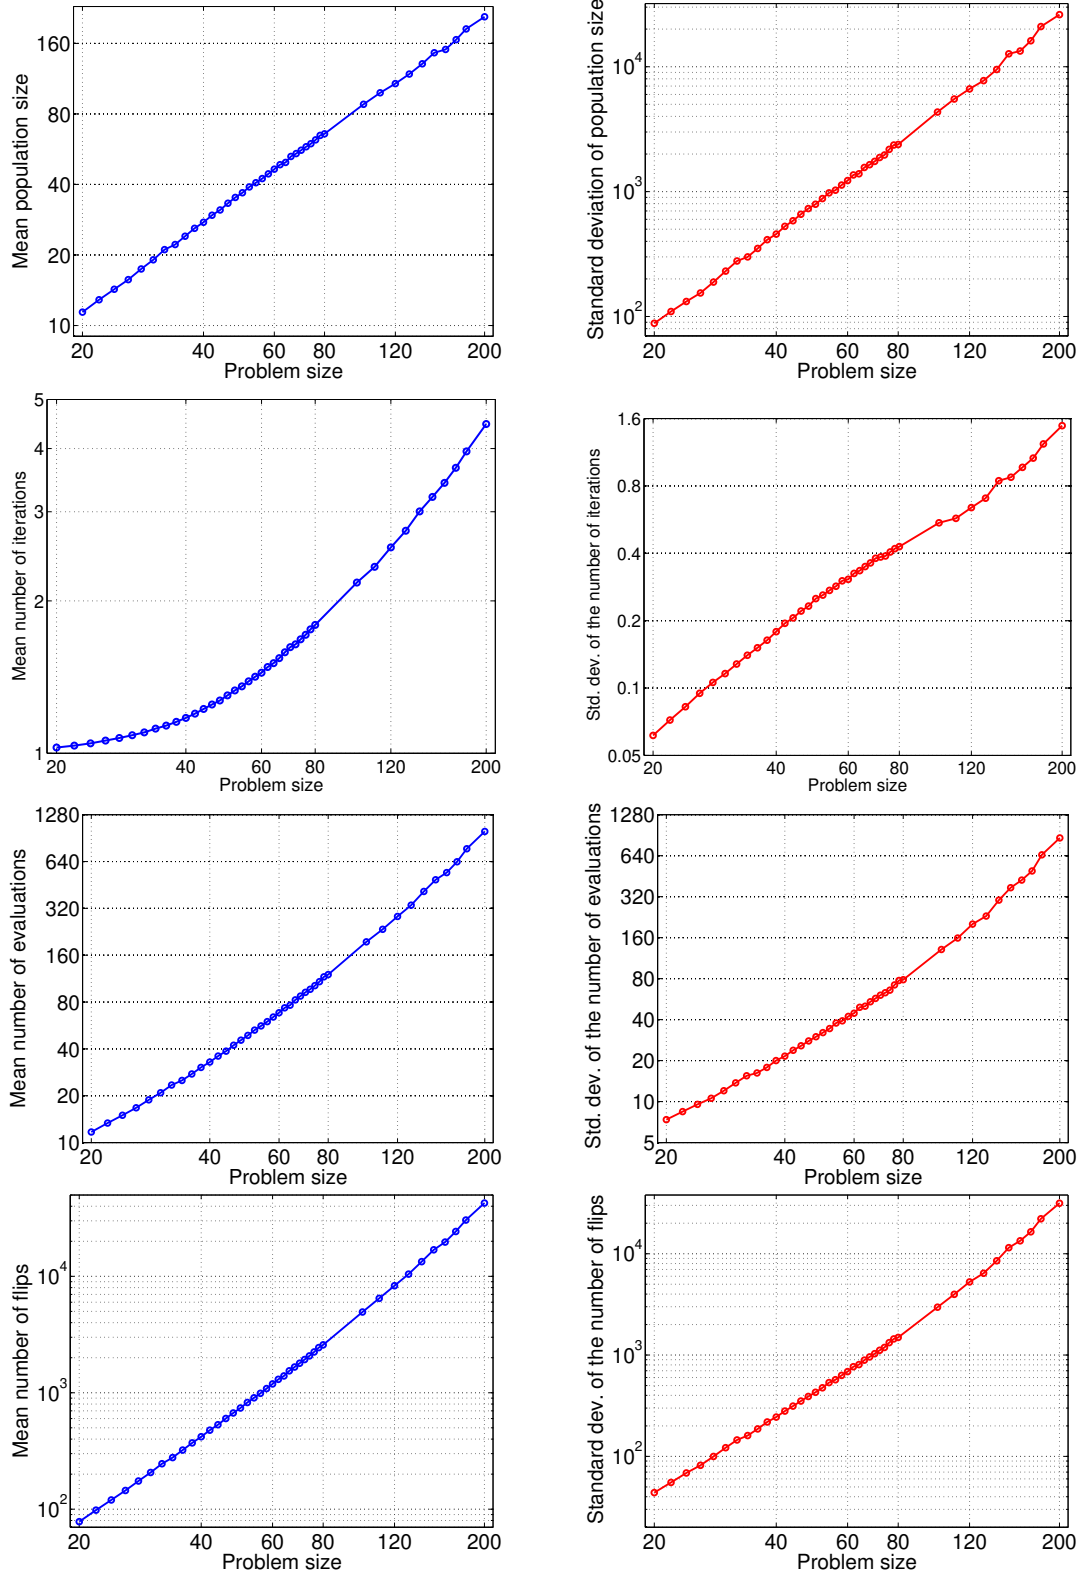 Mean population size
160
80
40
20
10
20 40 60 80 120 200
Problem size
Standard deviation of population size
10^4
10^3
10^2
20 40 60 80 120 200
Problem size
Mean number of iterations
5
4
3
2
1
20 40 60 80 120 200
Problem size
Std. dev. of the number of iterations
1.6
0.8
0.4
0.2
0.1
0.05
20 40 60 80 120 200
Problem size
Mean number of evaluations
1280
640
320
160
80
40
20
10
20 40 60 80 120 200
Problem size
Std. dev. of the number of evaluations
1280
640
320
160
80
40
20
10
5
20 40 60 80 120 200
Problem size
Mean number of flips
10^4
10^3
10^2
20 40 60 80 120 200
Problem size
Standard dev. of the number of flips
10^4
10^3
10^2
20 40 60 80 120 200
Problem size